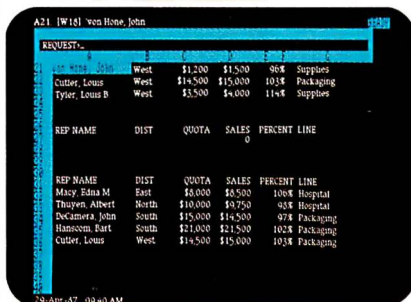 A21 [W18] 'von Hone, John
REQUEST>_
von Hone, John West $1,200 $1,500 96% Supplies
Cutler, Louis West $14,500 $15,000 103% Packaging
Tyler, Louis B West $3,500 $4,000 114% Supplies
REP NAME DIST QUOTA SALES PERCENT LINE
0
REP NAME DIST QUOTA SALES PERCENT LINE
Macy, Edna M East $8,000 $8,500 106% Hospital
Thuyen, Albert North $10,000 $9,750 98% Hospital
DeCamera, John South $15,000 $14,500 97% Packaging
Hanscom, Bart South $21,000 $21,500 102% Packaging
Cutler, Louis West $14,500 $15,000 103% Packaging
29-Apr-87 09:40 AM